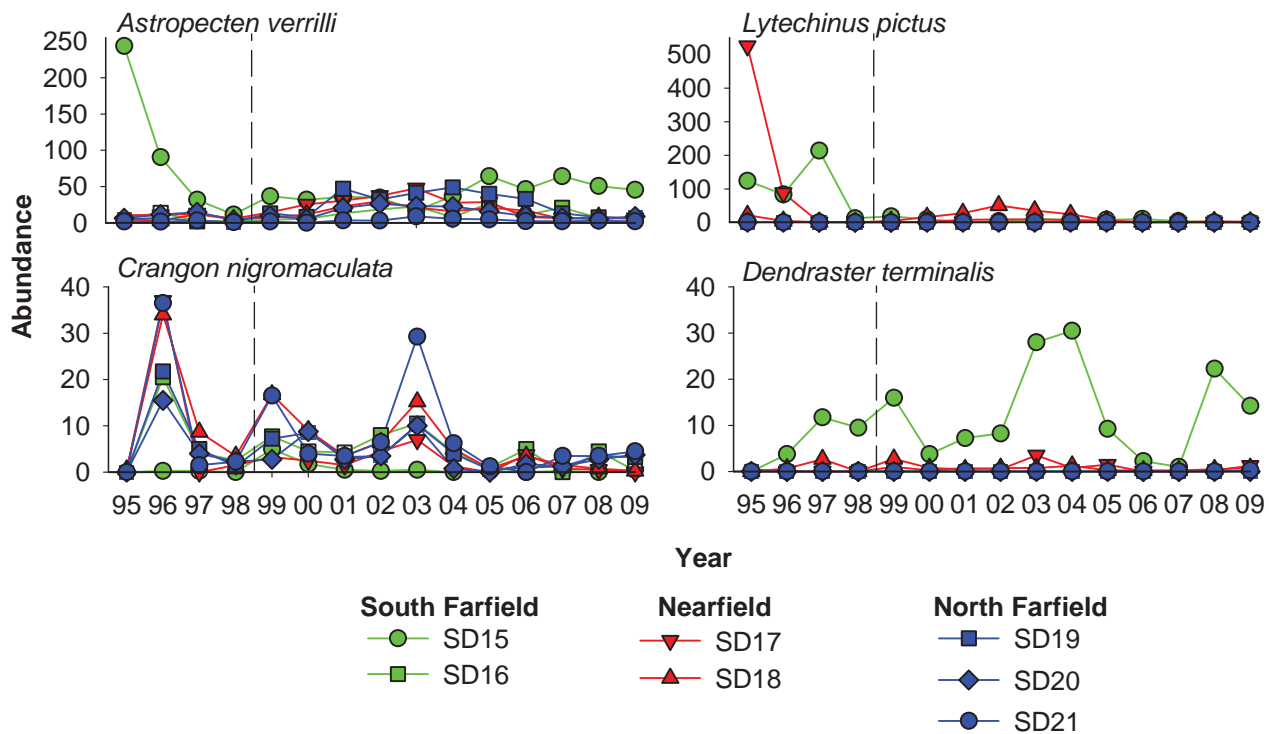 Astropecten verrilli
Lytechinus pictus
250
200
150
100
50
0
500
400
300
200
100
0
Abundance
Crangon nigromaculata
Dendraster terminalis
40
30
20
10
0
40
30
20
10
0
95 96 97 98 99 00 01 02 03 04 05 06 07 08 09
95 96 97 98 99 00 01 02 03 04 05 06 07 08 09
Year
South Farfield
SD15
SD16
Nearfield
SD17
SD18
North Farfield
SD19
SD20
SD21